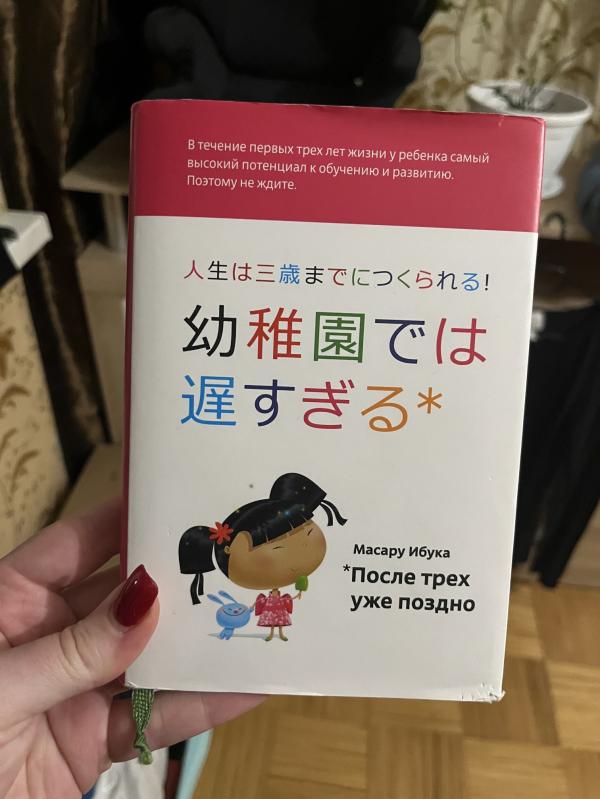 В течение первых трех лет жизни у ребенка самый
высокий потенциал к обучению и развитию.
Поэтому не ждите.
人生は三歳までにつくられる!
幼稚園では
遅すぎる*
Масару Ибука
*После трех
уже поздно